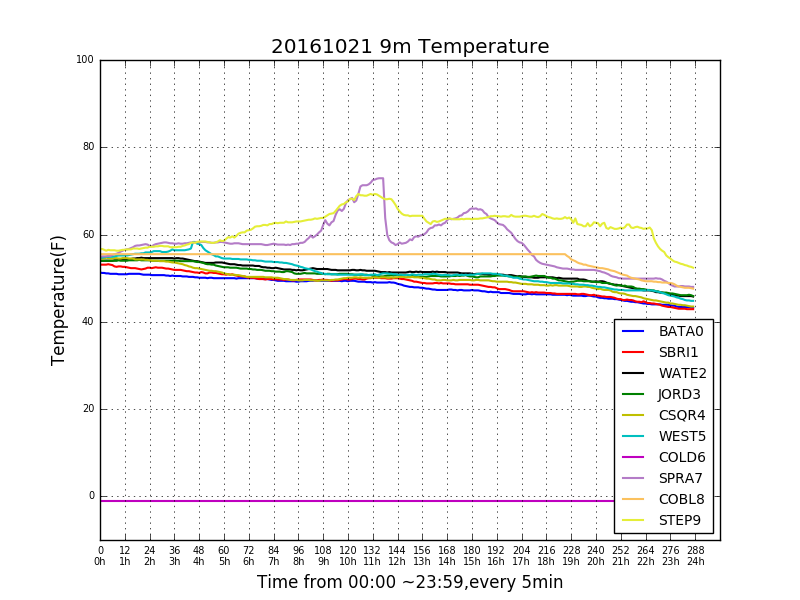 20161021 9m Temperature
100
80
60
40
20
0
Temperature(F)
BATA0
SBRI1
WATE2
JORD3
CSQR4
WEST5
COLD6
SPRA7
COBL8
STEP9
0 12 24 36 48 60 72 84 96 108 120 132 144 156 168 180 192 204 216 228 240 252 264 276 288
0h 1h 2h 3h 4h 5h 6h 7h 8h 9h 10h 11h 12h 13h 14h 15h 16h 17h 18h 19h 20h 21h 22h 23h 24h
Time from 00:00 ~23:59,every 5min